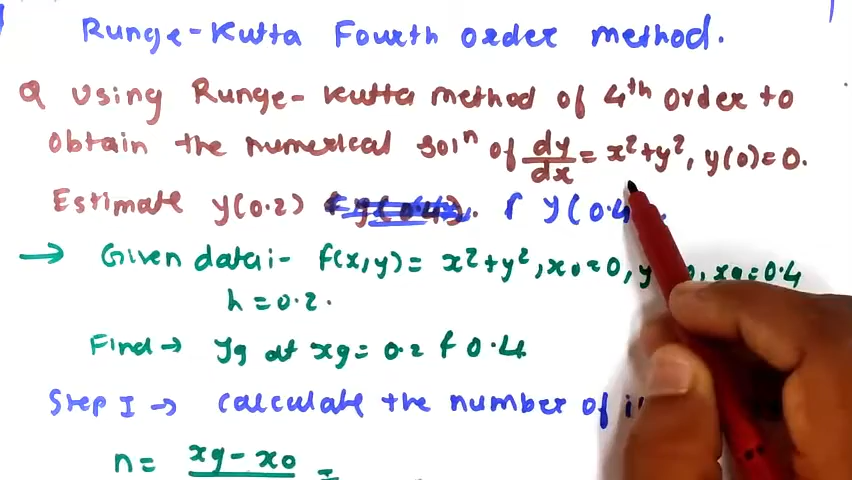 Runge-Kutta Fourth order method.
Q Using Runge-Kutta method of 4th order to
obtain the numerical solⁿ of dy/dx = x²+y², y(0)=0.
Estimate y(0.2) & y(0.4
→ Given data:- f(x,y) = x²+y², x0=0, y 0, xg=0.4
h=0.2.
Find → yg at xg = 0.2 & 0.4
Step I → calculate the number of
n= xg - x0 =